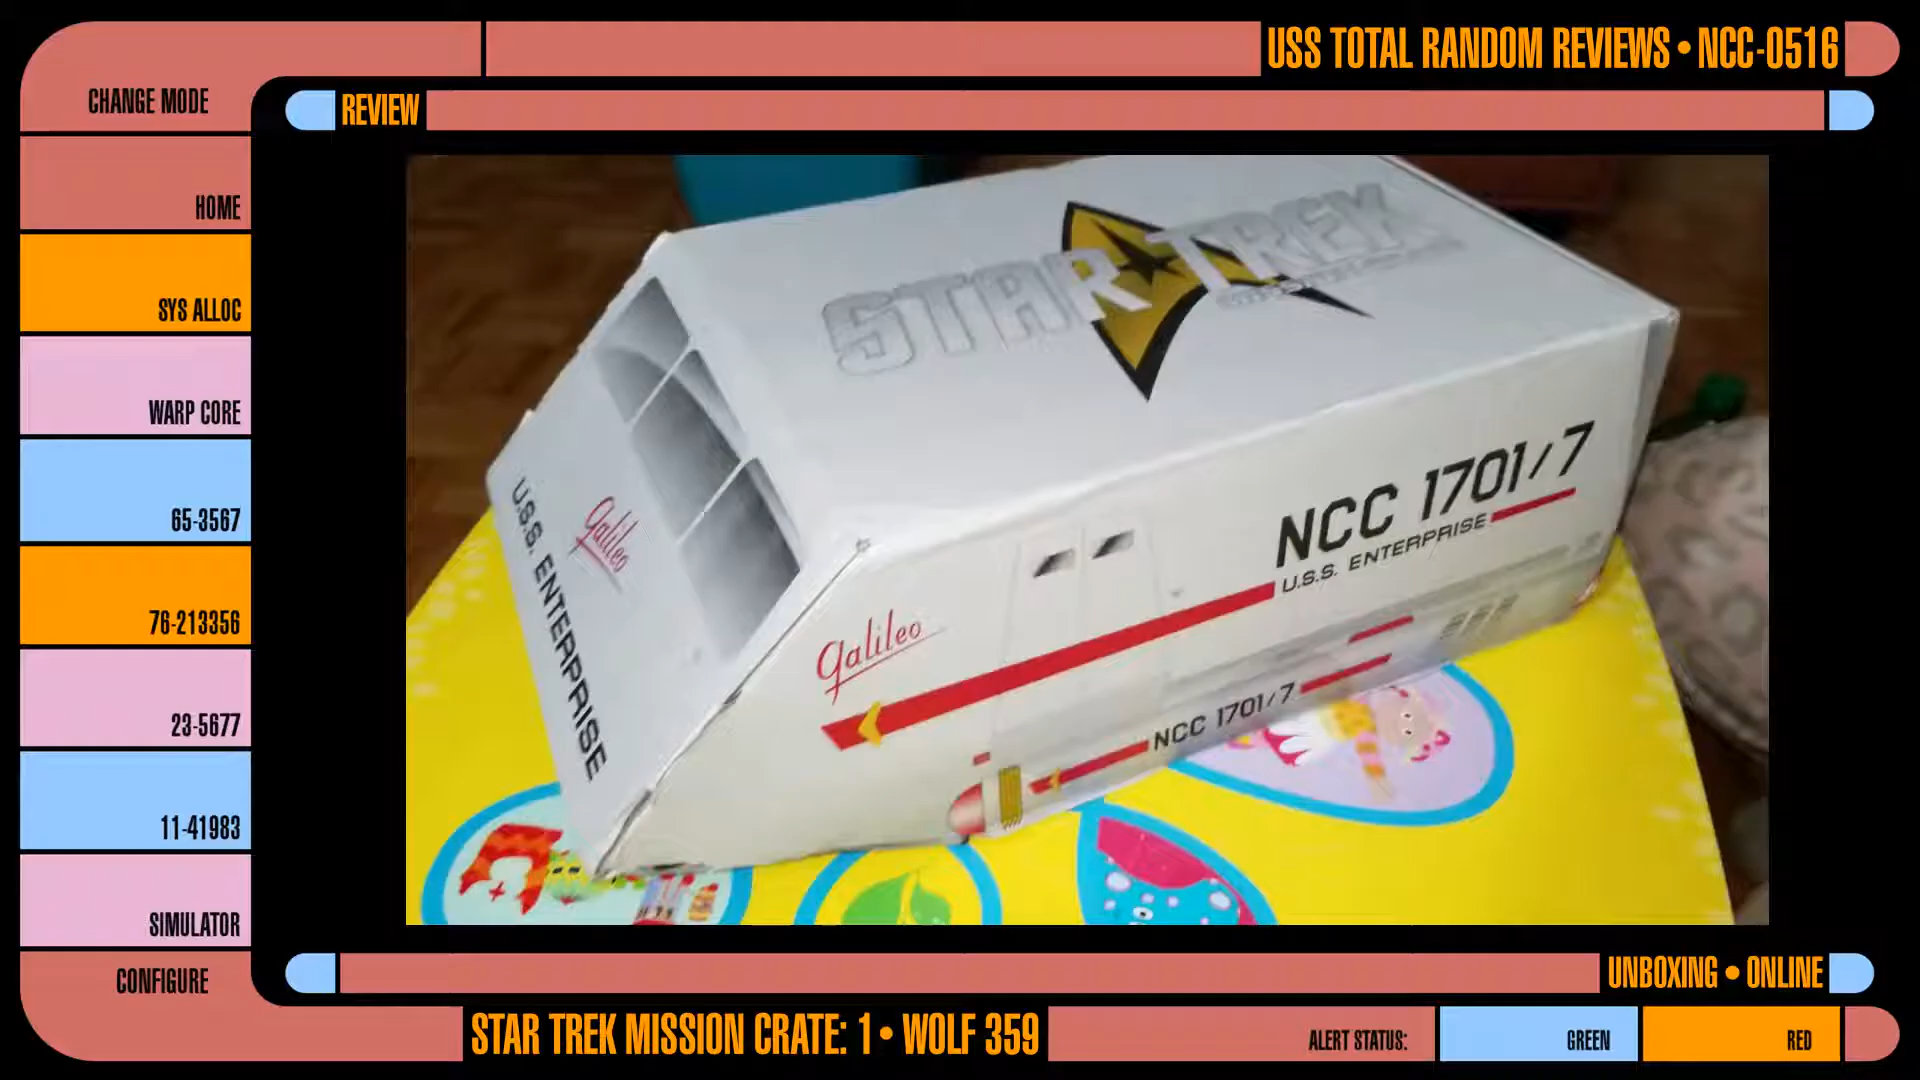 USS TOTAL RANDOM REVIEWS • NCC-0516
CHANGE MODE
REVIEW
HOME
SYS ALLOC
WARP CORE
65-3567
76-213356
23-5677
11-41983
SIMULATOR
CONFIGURE
STAR TREK
U.S.S. ENTERPRISE
Galileo
NCC 1701/7
U.S.S. ENTERPRISE
Galileo
NCC 1701/7
UNBOXING • ONLINE
STAR TREK MISSION CRATE: 1 • WOLF 359
ALERT STATUS:
GREEN
RED